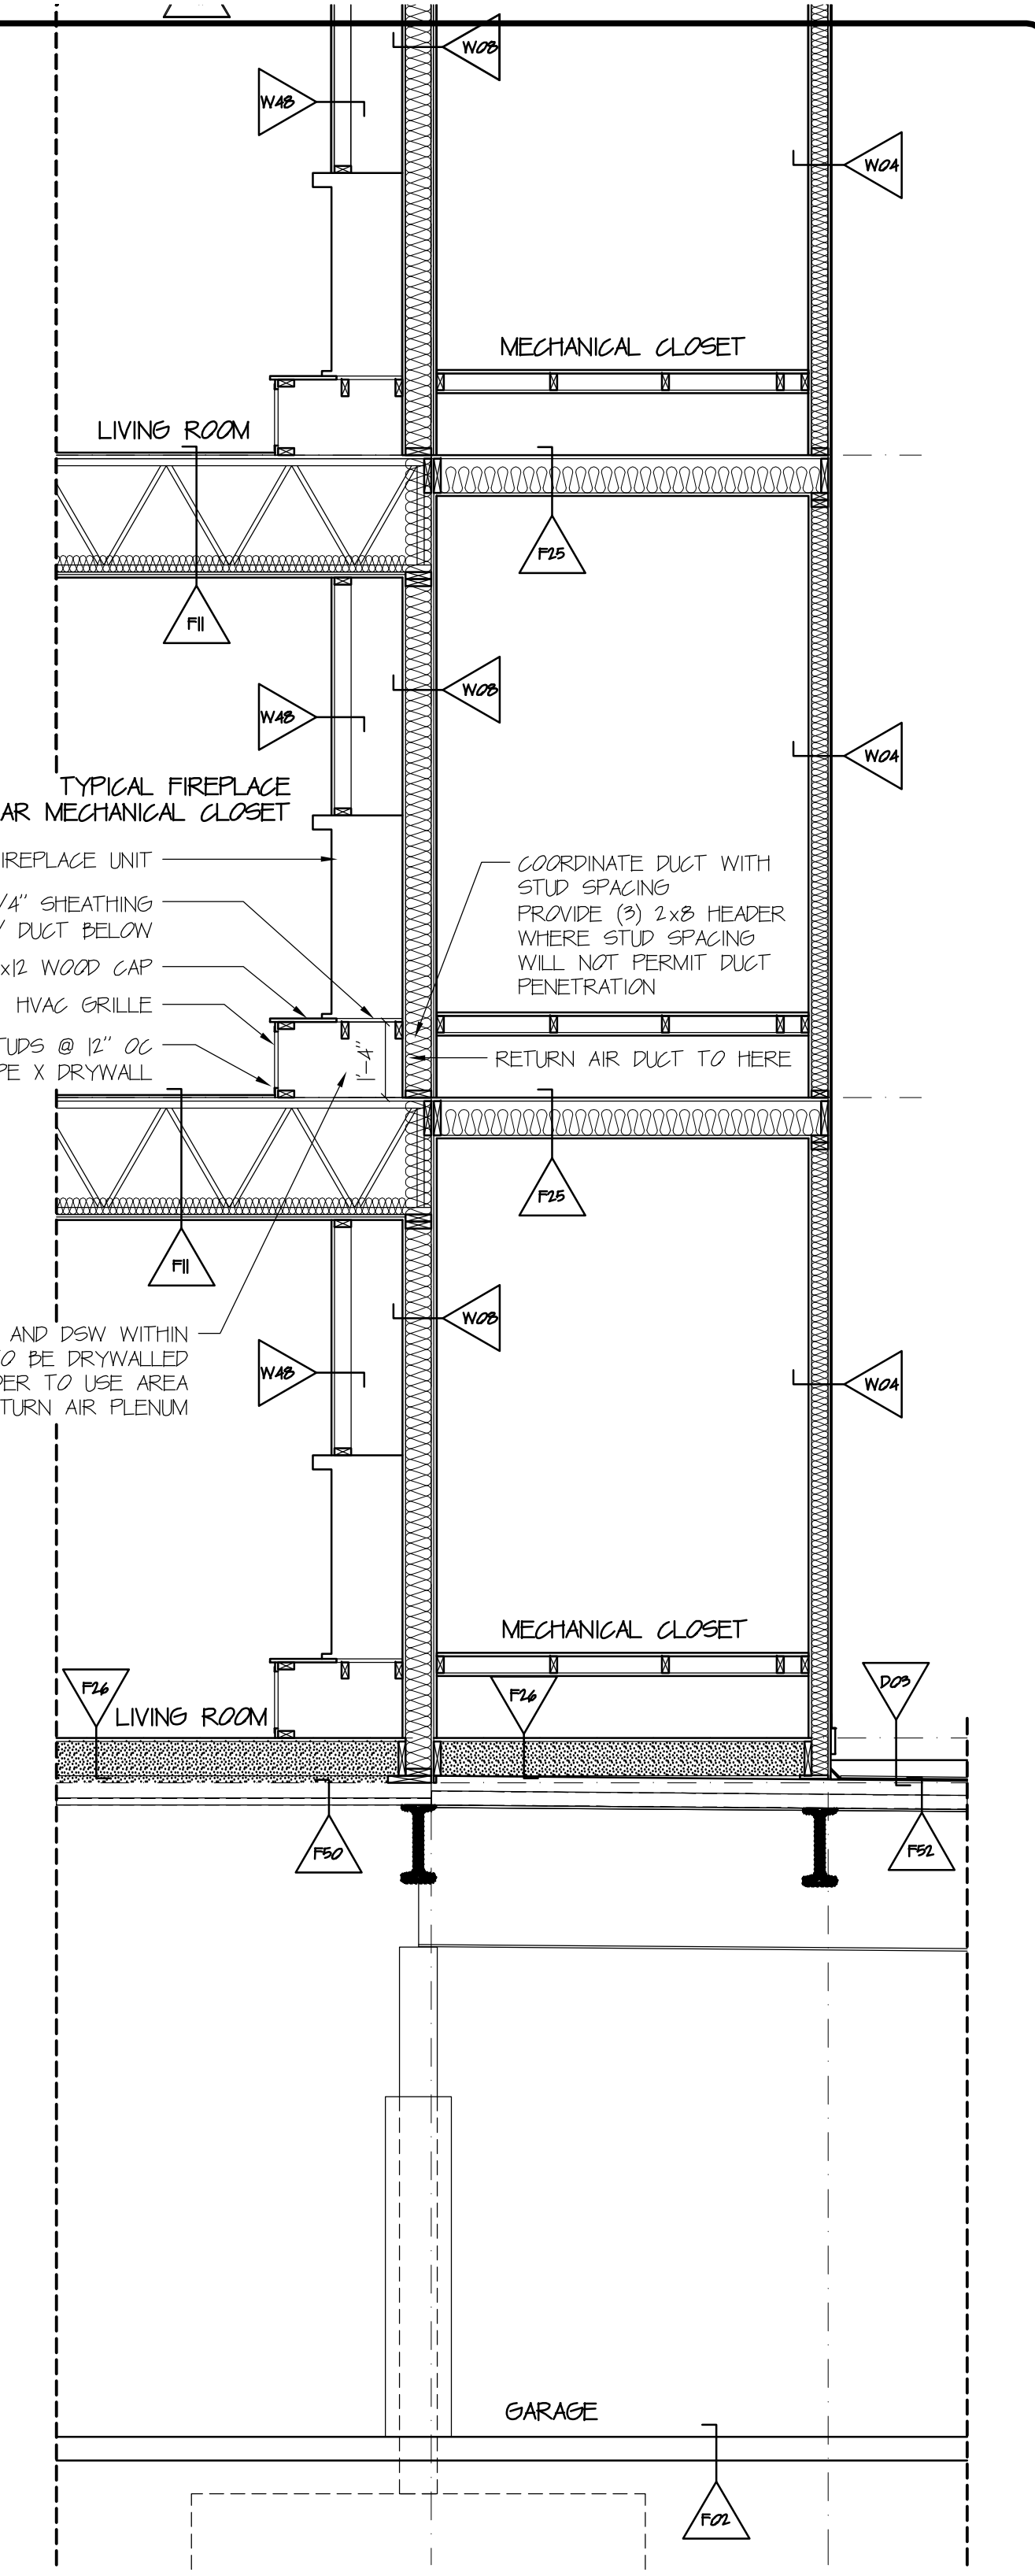 W08
W48
W04
MECHANICAL CLOSET
LIVING ROOM
F25
F11
W08
W48
W04
TYPICAL FIREPLACE
AR MECHANICAL CLOSET
IREPLACE UNIT
/4" SHEATHING
/ DUCT BELOW
x12 WOOD CAP
HVAC GRILLE
TUDS @ 12" OC
PE X DRYWALL
COORDINATE DUCT WITH
STUD SPACING
PROVIDE (3) 2x8 HEADER
WHERE STUD SPACING
WILL NOT PERMIT DUCT
PENETRATION
1'-4"
RETURN AIR DUCT TO HERE
F25
F11
W08
AND DSW WITHIN
O BE DRYWALLED
PER TO USE AREA
TURN AIR PLENUM
W48
W04
MECHANICAL CLOSET
F26
LIVING ROOM
F26
D03
F50
F52
GARAGE
F02